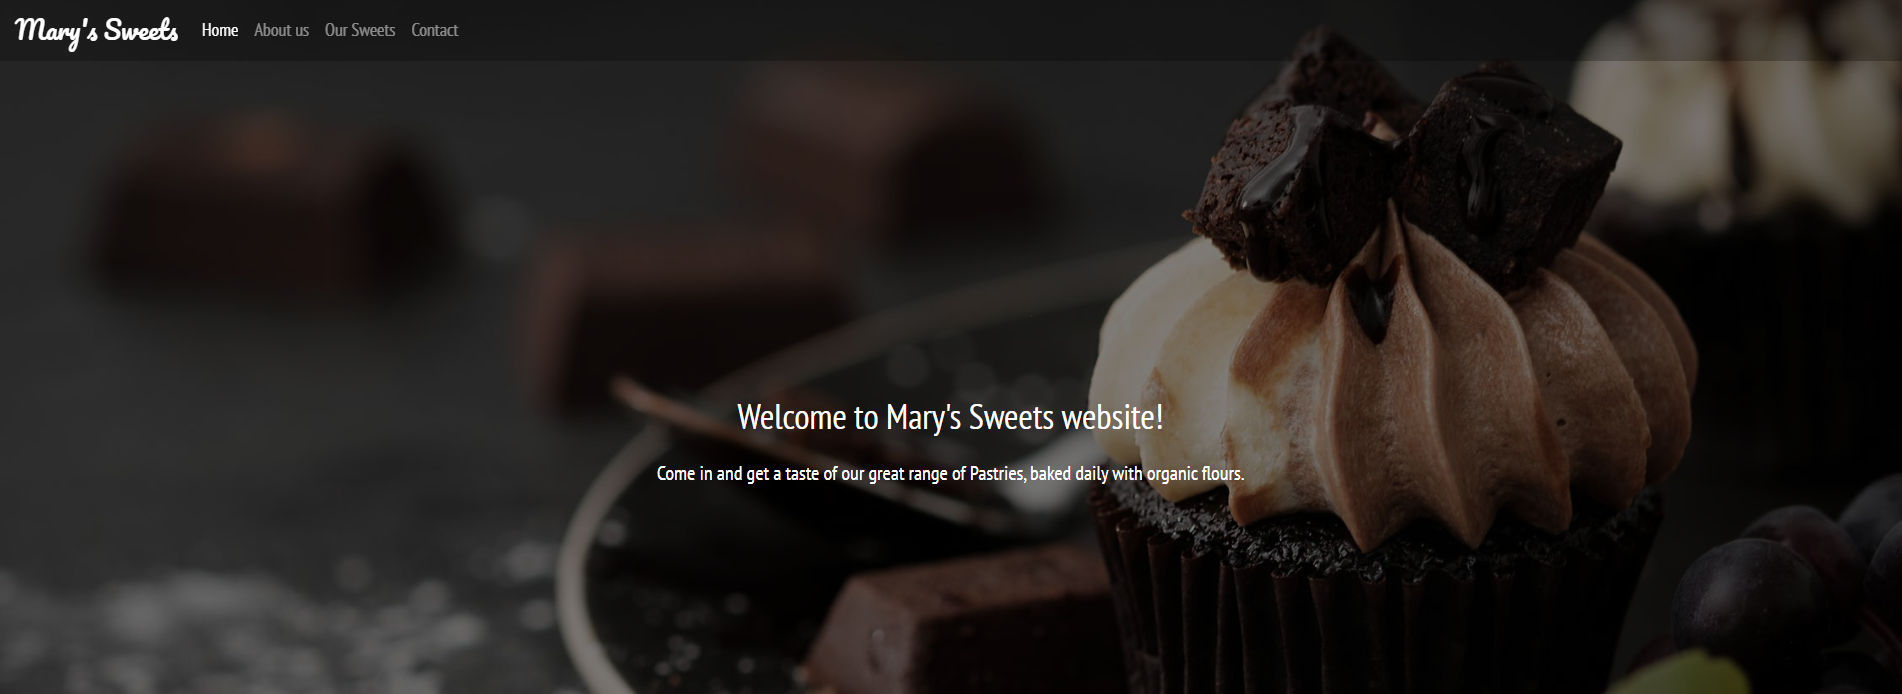 Mary's Sweets Home About us Our Sweets Contact
Welcome to Mary's Sweets website!
Come in and get a taste of our great range of Pastries, baked daily with organic flours.